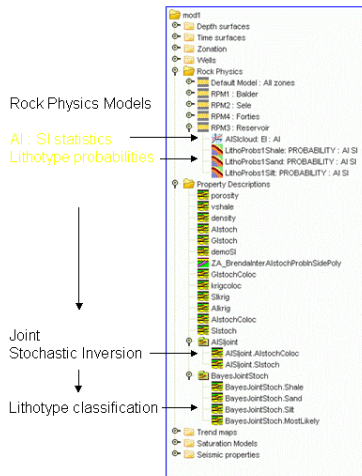 mod1
Depth surfaces
Time surfaces
Zonation
Wells
Rock Physics
Default Model : All zones
RPM1 : Balder
RPM2 : Sele
RPM4 : Forties
RPM3 : Reservoir
AISIcloud: EI : AI
LithoProbs1Shale: PROBABILITY : AI SI
LithoProbs1Sand: PROBABILITY : AI SI
LithoProbs1Silt: PROBABILITY : AI SI
Property Descriptions
porosity
vshale
density
AIstoch
GIstoch
demoSI
ZA_BrendaInterAIstochProbInSidePoly
GIstochColoc
krigcoloc
SIkrig
AIkrig
AIstochColoc
SIstoch
AISIjoint
AISIjoint.AIstochColoc
AISIjoint.SIstoch
BayesJointStoch
BayesJointStoch.Shale
BayesJointStoch.Sand
BayesJointStoch.Silt
BayesJointStoch.MostLikely
Trend maps
Saturation Models
Seismic properties
Rock Physics Models
AI : SI statistics
Lithotype probabilities
Joint
Stochastic Inversion
Lithotype classification